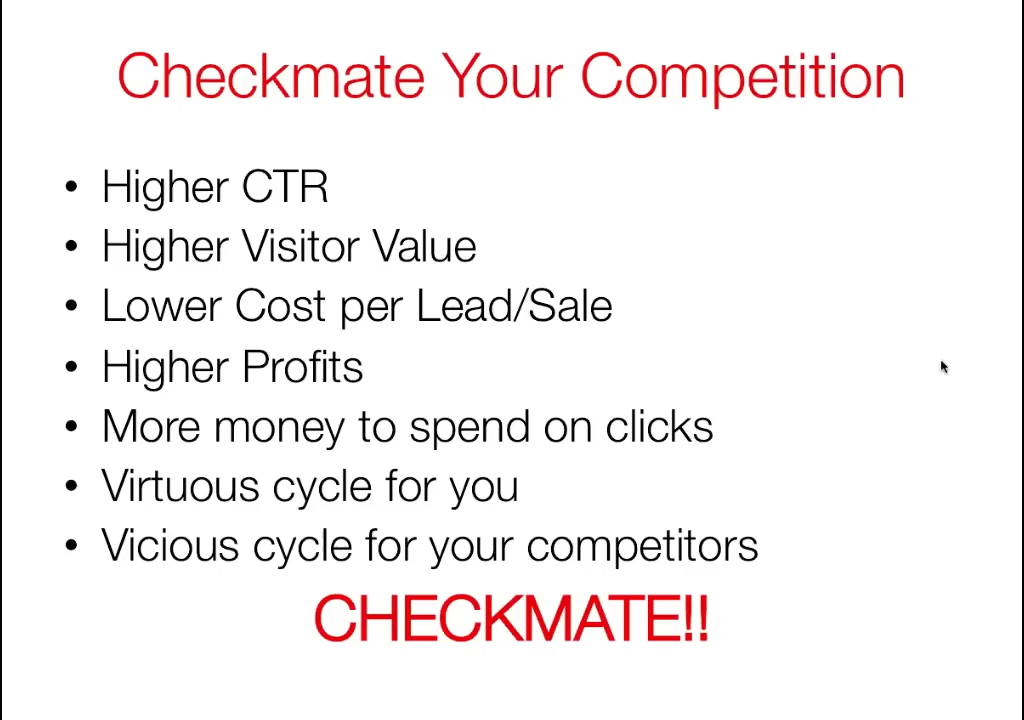 Checkmate Your Competition
• Higher CTR
• Higher Visitor Value
• Lower Cost per Lead/Sale
• Higher Profits
• More money to spend on clicks
• Virtuous cycle for you
• Vicious cycle for your competitors
CHECKMATE!!